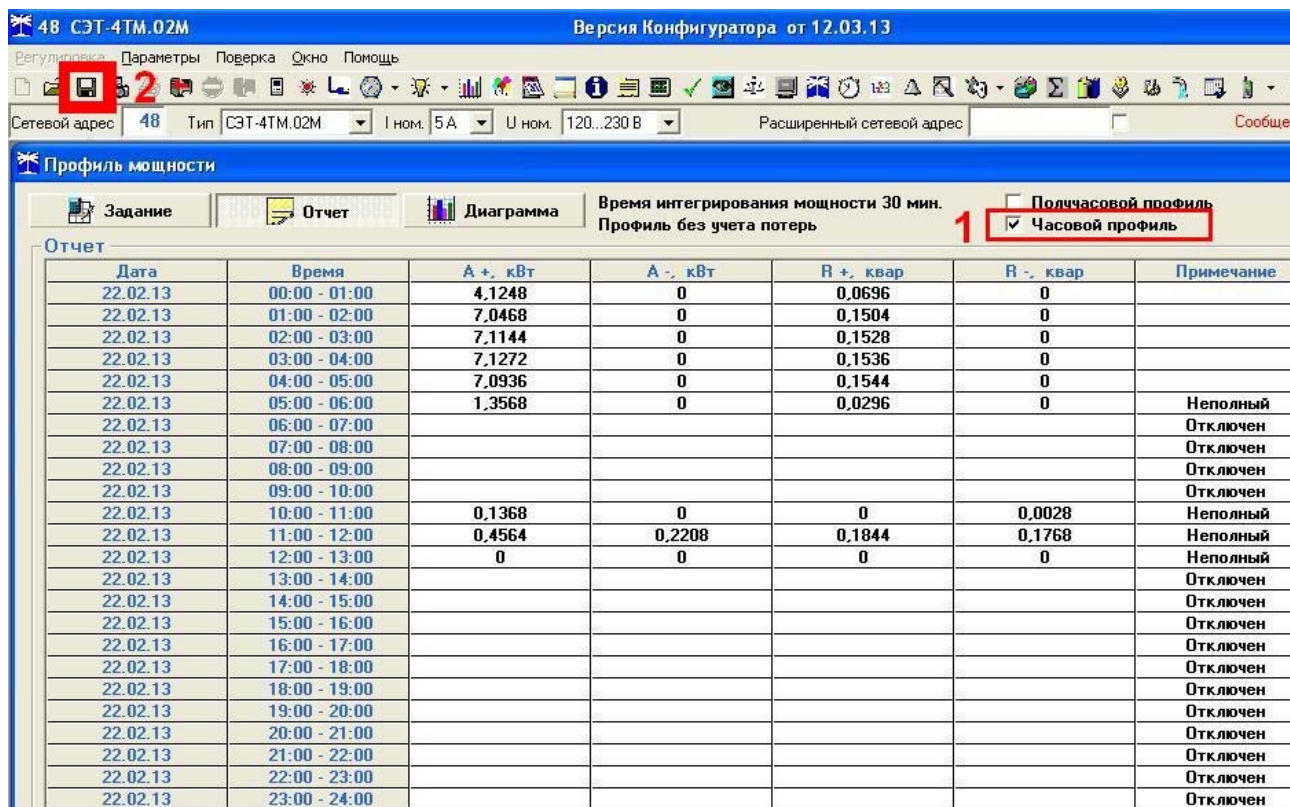 48 СЭТ-4ТМ.02М Версия Конфигуратора от 12.03.13
Регулировка Параметры Поверка Окно Помощь
2
Сетевой адрес 48 Тип СЭТ-4ТМ.02М I ном. 5 А U ном. 120...230 В Расширенный сетевой адрес Сообще
Профиль мощности
Задание Отчет Диаграмма Время интегрирования мощности 30 мин. Получасовой профиль
Профиль без учета потерь 1 Часовой профиль
Отчет
Дата Время А +, кВт А -, кВт R +, квар R -, квар Примечание
22.02.13 00:00 - 01:00 4,1248 0 0,0696 0
22.02.13 01:00 - 02:00 7,0468 0 0,1504 0
22.02.13 02:00 - 03:00 7,1144 0 0,1528 0
22.02.13 03:00 - 04:00 7,1272 0 0,1536 0
22.02.13 04:00 - 05:00 7,0936 0 0,1544 0
22.02.13 05:00 - 06:00 1,3568 0 0,0296 0 Неполный
22.02.13 06:00 - 07:00 Отключен
22.02.13 07:00 - 08:00 Отключен
22.02.13 08:00 - 09:00 Отключен
22.02.13 09:00 - 10:00 Отключен
22.02.13 10:00 - 11:00 0,1368 0 0 0,0028 Неполный
22.02.13 11:00 - 12:00 0,4564 0,2208 0,1844 0,1768 Неполный
22.02.13 12:00 - 13:00 0 0 0 0 Неполный
22.02.13 13:00 - 14:00 Отключен
22.02.13 14:00 - 15:00 Отключен
22.02.13 15:00 - 16:00 Отключен
22.02.13 16:00 - 17:00 Отключен
22.02.13 17:00 - 18:00 Отключен
22.02.13 18:00 - 19:00 Отключен
22.02.13 19:00 - 20:00 Отключен
22.02.13 20:00 - 21:00 Отключен
22.02.13 21:00 - 22:00 Отключен
22.02.13 22:00 - 23:00 Отключен
22.02.13 23:00 - 24:00 Отключен